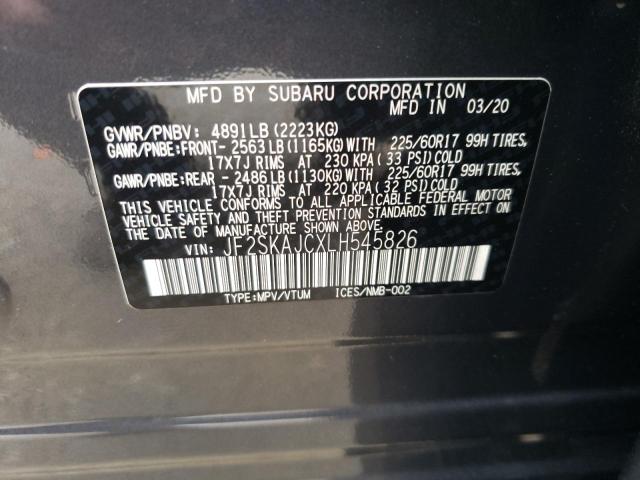 MFD BY SUBARU CORPORATION
MFD IN 03/20
GVWR/PNBV: 4891LB (2223KG)
GAWR/PNBE:FRONT- 2563LB (1165KG) WITH 225/60R17 99H TIRES,
17X7J RIMS AT 230 KPA (33 PSI) COLD
GAWR/PNBE:REAR - 2486LB (1130KG) WITH 225/60R17 99H TIRES,
17X7J RIMS AT 220 KPA (32 PSI) COLD
THIS VEHICLE CONFORMS TO ALL APPLICABLE FEDERAL MOTOR
VEHICLE SAFETY AND THEFT PREVENTION STANDARDS IN EFFECT ON
THE DATE OF MANUFACTURE SHOWN ABOVE.
VIN: JF2SKAJCXLH545826
TYPE:MPV/VTUM ICES/NMB-002